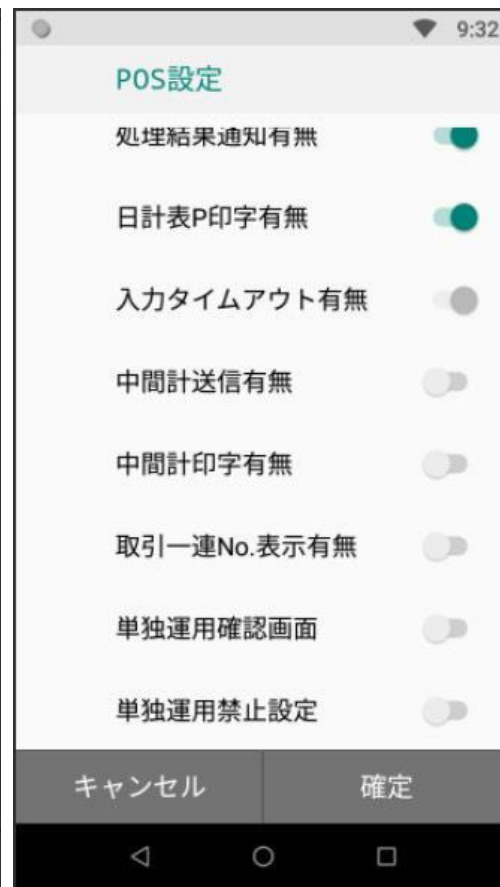 9:32
POS設定
処理結果通知有無
日計表P印字有無
入力タイムアウト有無
中間計送信有無
中間計印字有無
取引一連No.表示有無
単独運用確認画面
単独運用禁止設定
キャンセル
確定